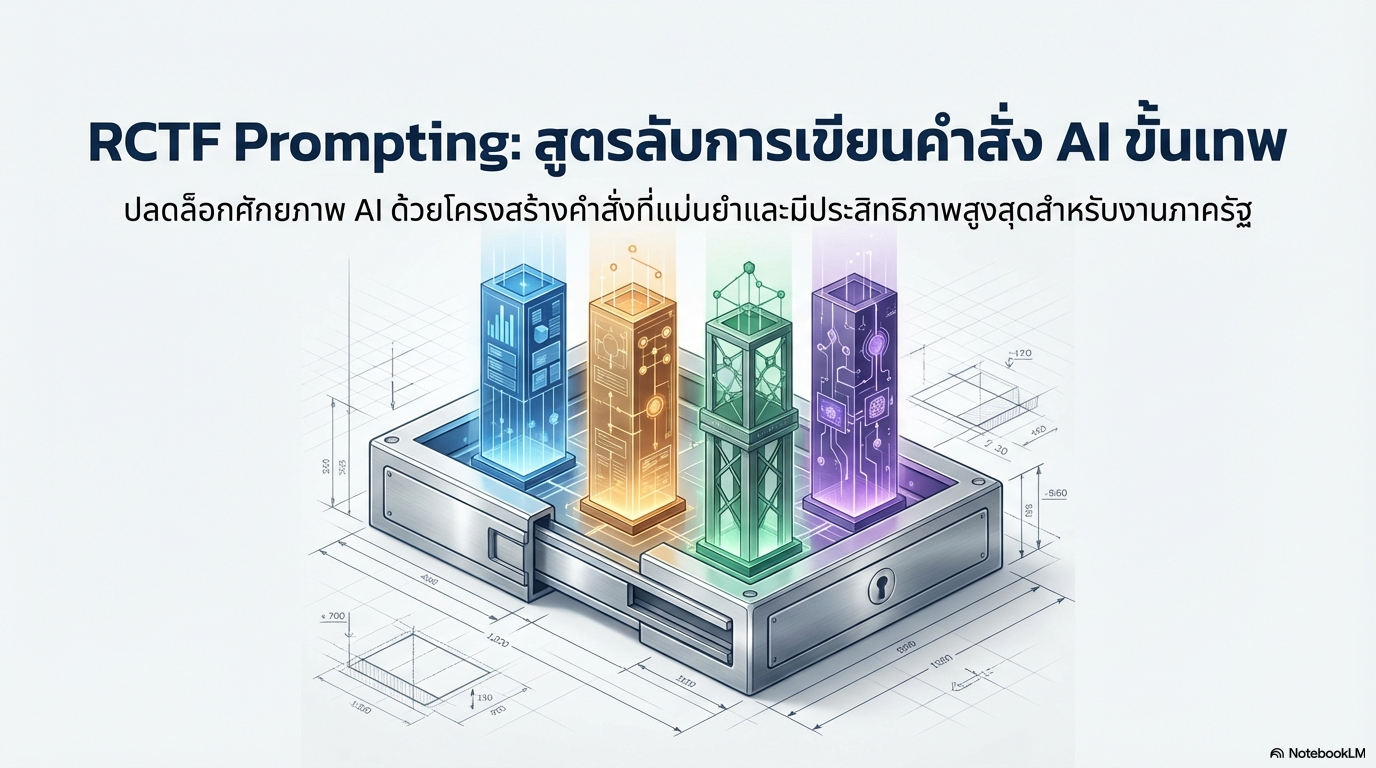 RCTF Prompting: สูตรลับการเขียนคำสั่ง AI ขั้นเทพ
ปลดล็อกศักยภาพ AI ด้วยโครงสร้างคำสั่งที่แม่นยำและมีประสิทธิภาพสูงสุดสำหรับงานภาครัฐ
700
130
NotebookLM